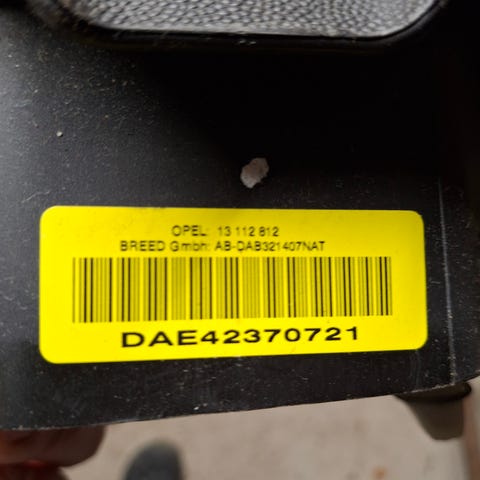 OPEL: 13 112 812
BREED Gmbh: AB-DAB321407NAT
DAE42370721